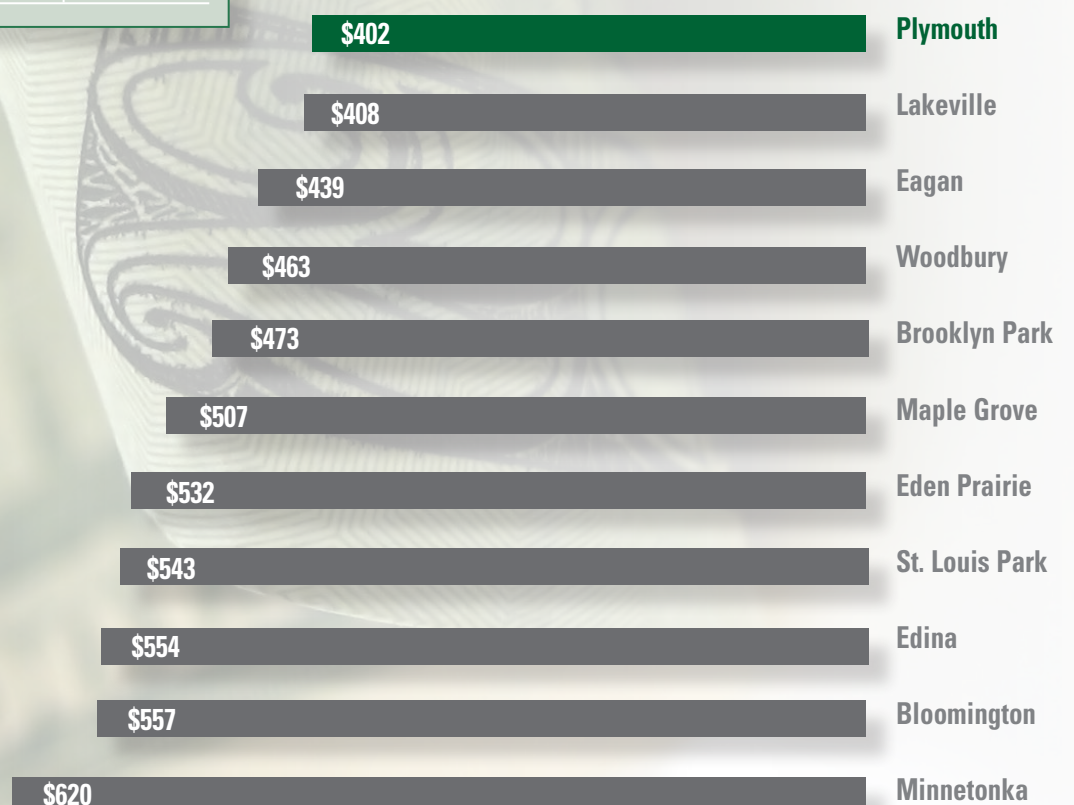 $402 Plymouth
$408 Lakeville
$439 Eagan
$463 Woodbury
$473 Brooklyn Park
$507 Maple Grove
$532 Eden Prairie
$543 St. Louis Park
$554 Edina
$557 Bloomington
$620 Minnetonka